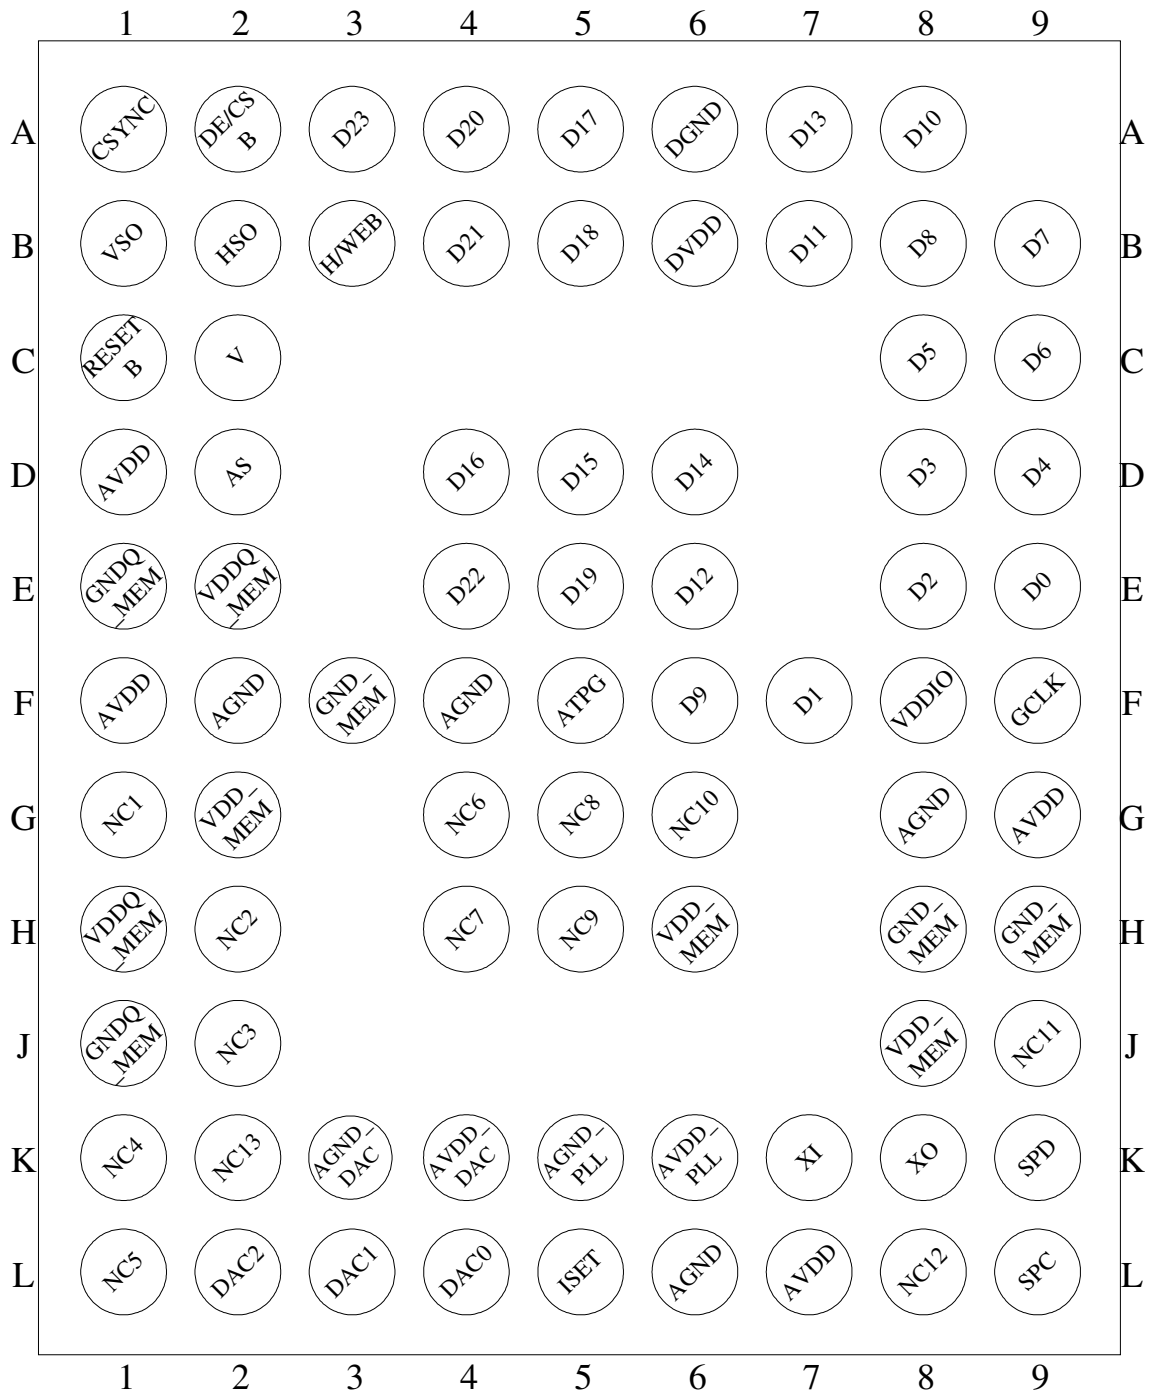 1 2 3 4 5 6 7 8 9
A CSYNC DE/CS B D23 D20 D17 DGND D13 D10 A
B VSO HSO H/WEB D21 D18 DVDD D11 D8 D7 B
C RESET B V D5 D6 C
D AVDD AS D16 D15 D14 D3 D4 D
E GNDQ _MEM VDDQ _MEM D22 D19 D12 D2 D0 E
F AVDD AGND GND_ MEM AGND ATPG D9 D1 VDDIO GCLK F
G NC1 VDD_ MEM NC6 NC8 NC10 AGND AVDD G
H VDDQ _MEM NC2 NC7 NC9 VDD_ MEM GND_ MEM GND_ MEM H
J GNDQ _MEM NC3 VDD_ MEM NC11 J
K NC4 NC13 AGND_ DAC AVDD_ DAC AGND_ PLL AVDD_ PLL XI XO SPD K
L NC5 DAC2 DAC1 DAC0 ISET AGND AVDD NC12 SPC L
1 2 3 4 5 6 7 8 9